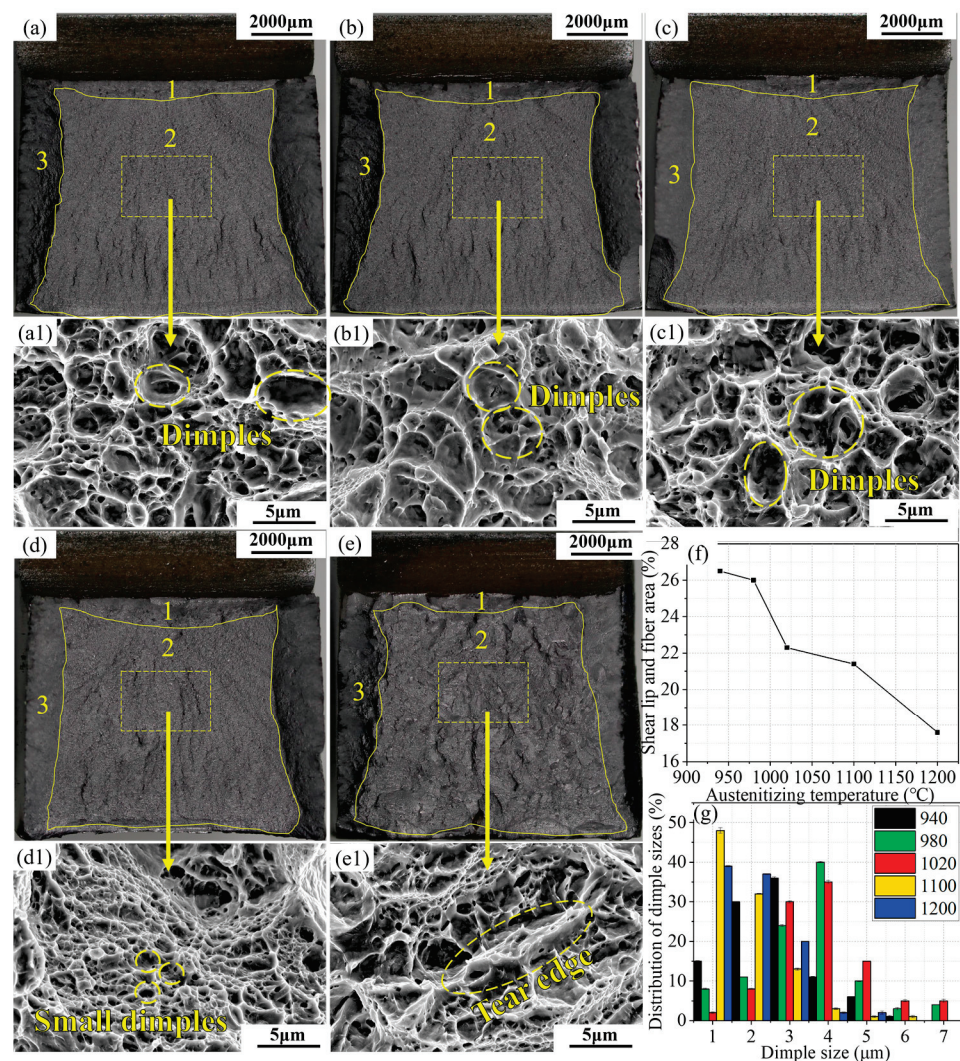 (a)
2000μm
(b)
2000μm
(c)
2000μm
1
2
3
1
2
3
1
2
3
(a1)
Dimples
5μm
(b1)
Dimples
5μm
(c1)
Dimples
5μm
(d)
2000μm
(e)
2000μm
1
2
3
1
2
3
(d1)
Small dimples
5μm
(e1)
Tear edge
5μm
(f)
Shear lip and fiber area (%)
28
26
24
22
20
18
16
900 950 1000 1050 1100 1150 1200
Austenitizing temperature (℃)
(g)
Distribution of dimple sizes (%)
50
40
30
20
10
0
940
980
1020
1100
1200
1 2 3 4 5 6 7
Dimple size (μm)